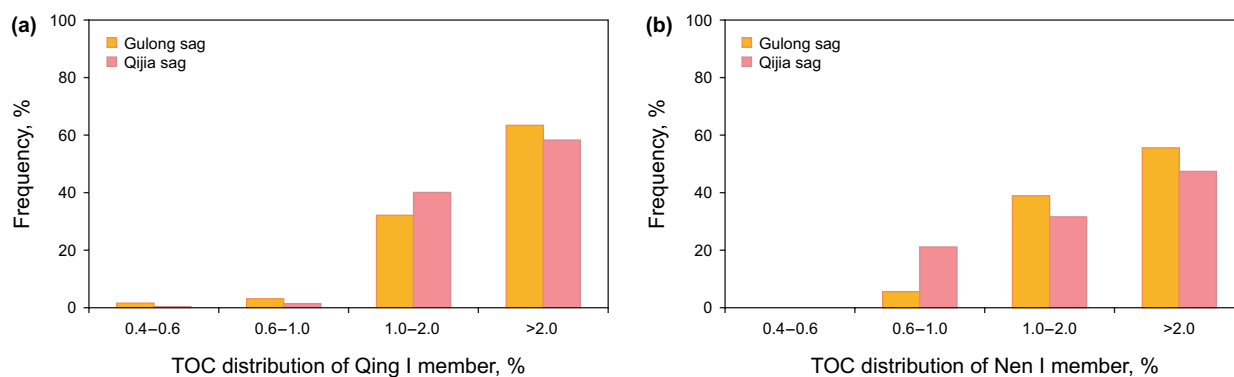 (a)
Gulong sag
Qijia sag
Frequency, %
100
80
60
40
20
0
0.4–0.6
0.6–1.0
1.0–2.0
>2.0
TOC distribution of Qing I member, %
(b)
Gulong sag
Qijia sag
Frequency, %
100
80
60
40
20
0
0.4–0.6
0.6–1.0
1.0–2.0
>2.0
TOC distribution of Nen I member, %